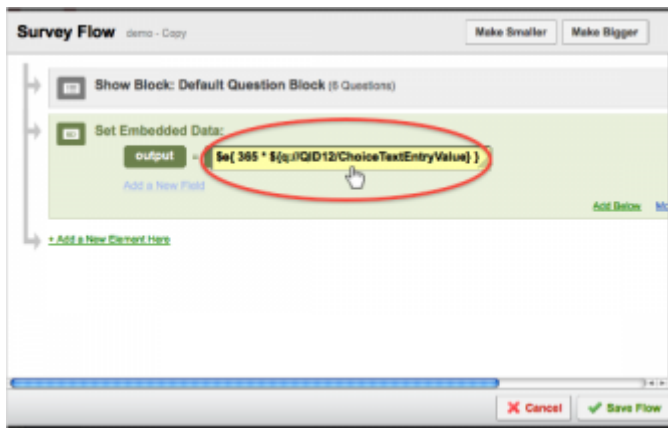 Survey Flow demo - Copy Make Smaller Make Bigger
Show Block: Default Question Block (6 Questions)
Set Embedded Data:
output = $e{ 365 * ${q://QID12/ChoiceTextEntryValue} }
Add a New Field
Add Below Mo
+ Add a New Element Here
Cancel Save Flow